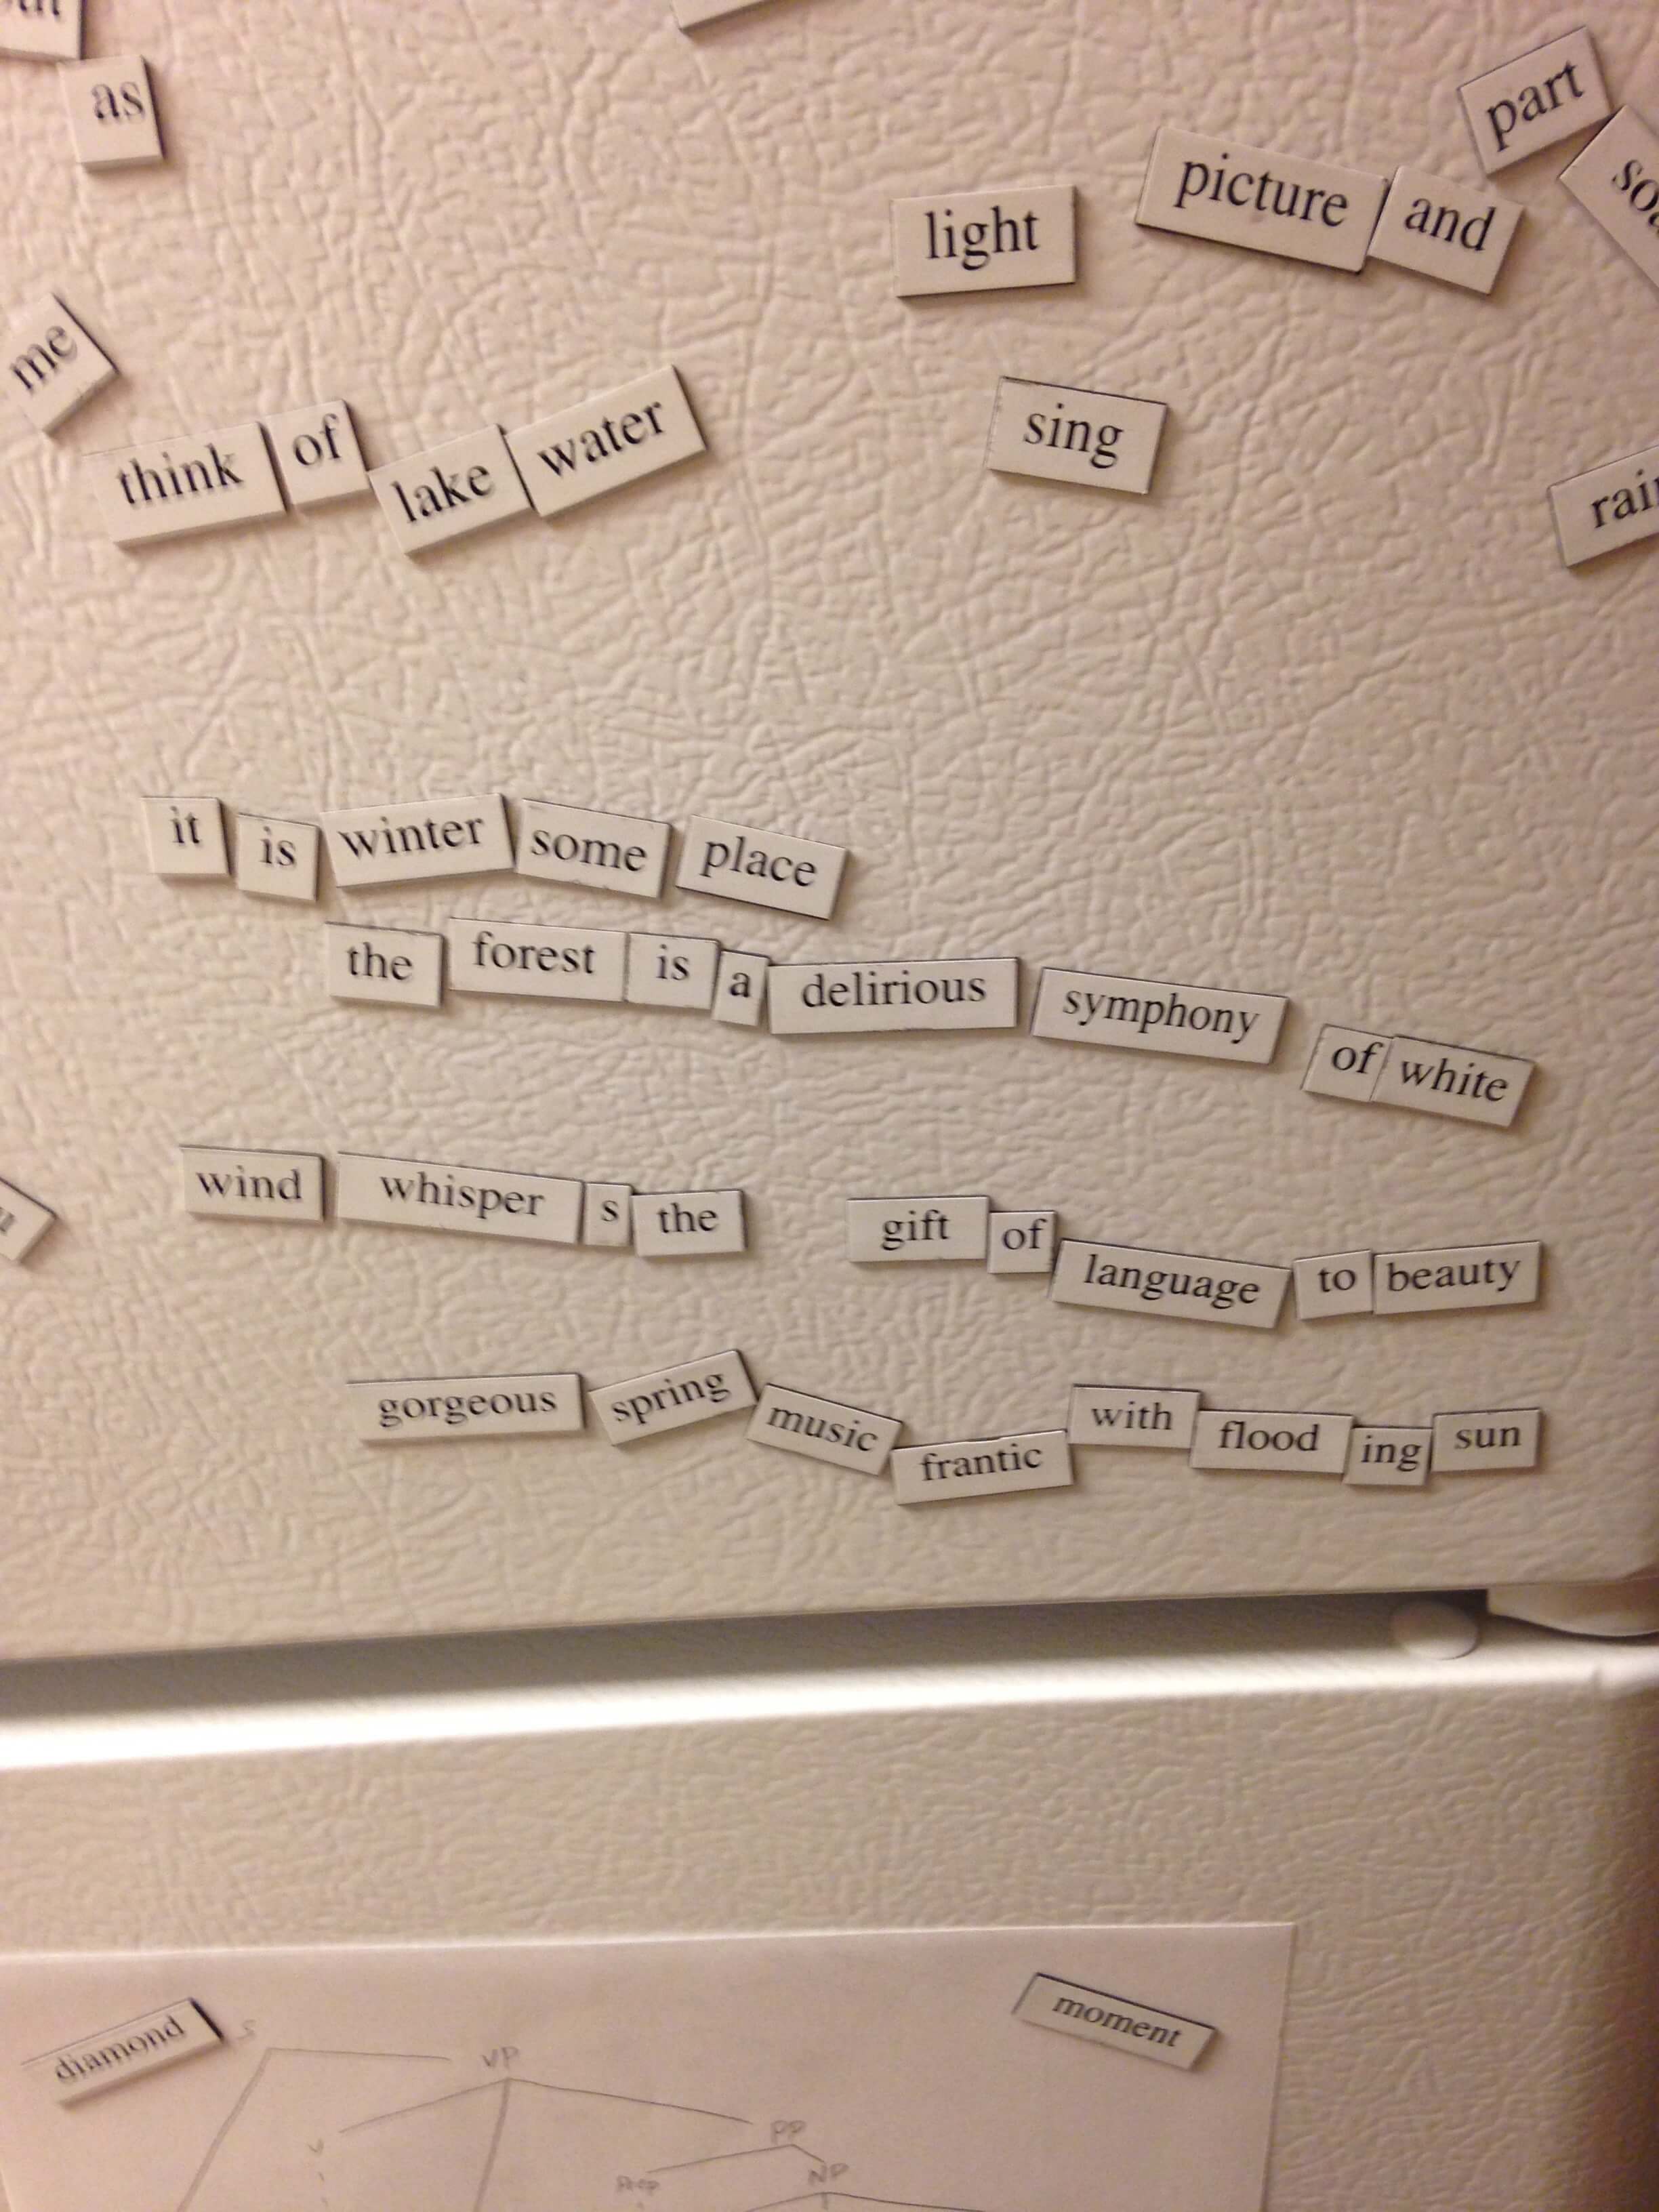 as
part
picture and
light
me
sing
think of lake water
it is winter some place
the forest is a delirious symphony of white
wind whisper s the gift of language to beauty
gorgeous spring music frantic with flood ing sun
diamond
moment
S
VP
V
PP
Prep
NP